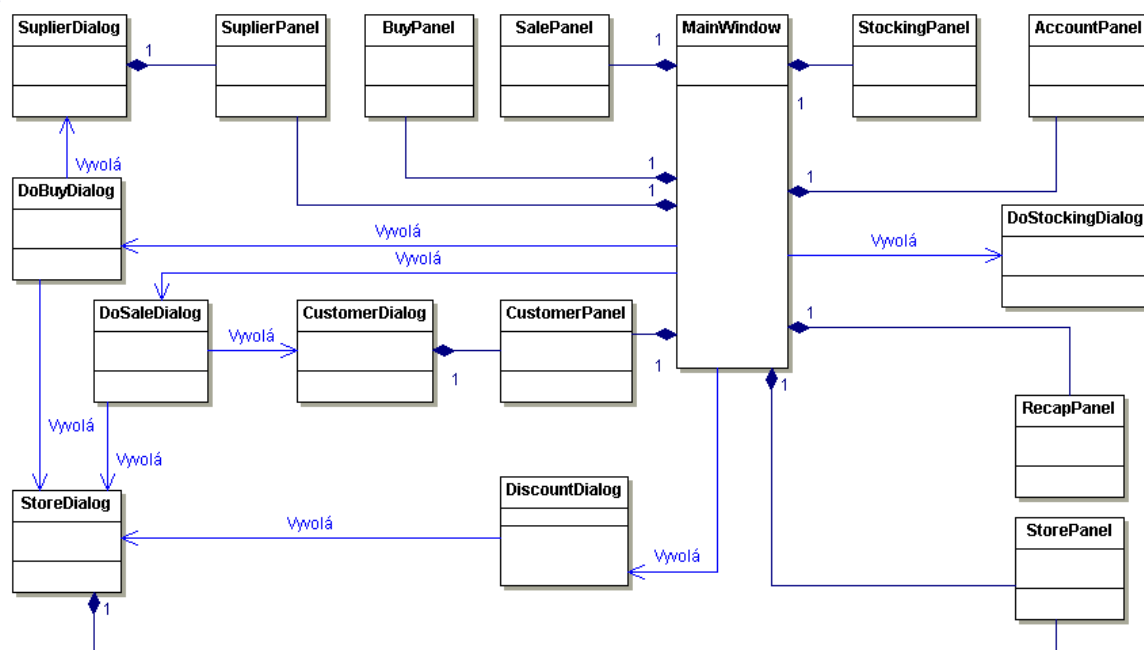 SuplierDialog
SuplierPanel
BuyPanel
SalePanel
MainWindow
StockingPanel
AccountPanel
1
1
1
Vyvolá
1
1
1
DoBuyDialog
DoStockingDialog
Vyvolá
Vyvolá
Vyvolá
DoSaleDialog
CustomerDialog
CustomerPanel
1
Vyvolá
1
1
1
RecapPanel
Vyvolá
Vyvolá
StoreDialog
DiscountDialog
StorePanel
Vyvolá
Vyvolá
1